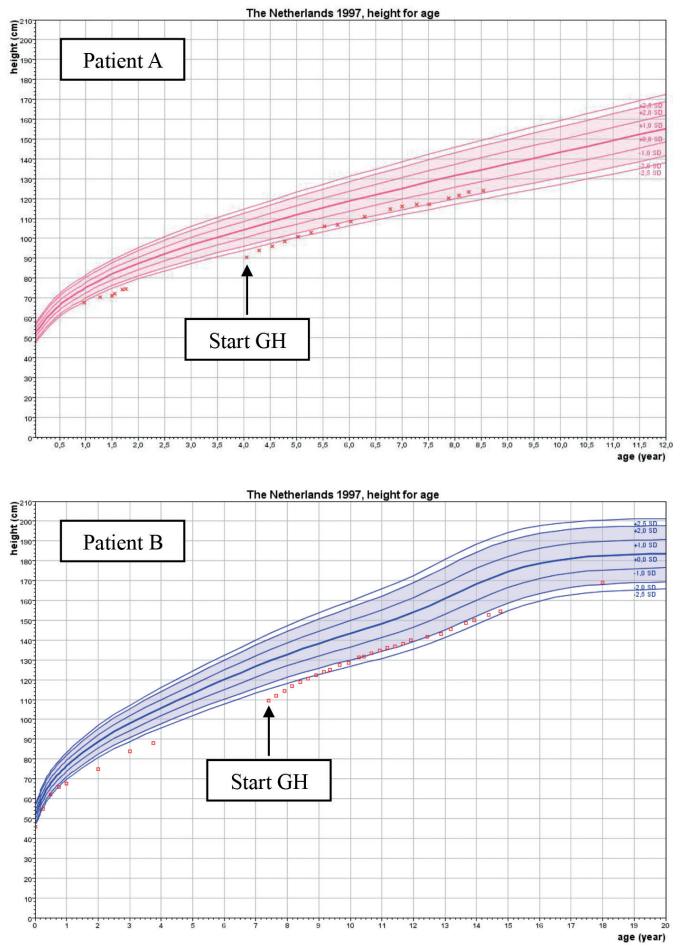 The Netherlands 1997, height for age
height (cm)
Patient A
210
200
190
180
170
160
150
140
130
120
110
100
90
80
70
60
50
40
30
20
10
0
+2,5 SD
+2,0 SD
+1,0 SD
+0,0 SD
-1,0 SD
-2,0 SD
-2,5 SD
Start GH
0,5 1,0 1,5 2,0 2,5 3,0 3,5 4,0 4,5 5,0 5,5 6,0 6,5 7,0 7,5 8,0 8,5 9,0 9,5 10,0 10,5 11,0 11,5 12,0
age (year)
The Netherlands 1997, height for age
height (cm)
Patient B
210
200
190
180
170
160
150
140
130
120
110
100
90
80
70
60
50
40
30
20
10
0
+2,5 SD
+2,0 SD
+1,0 SD
+0,0 SD
-1,0 SD
-2,0 SD
-2,5 SD
Start GH
0 1 2 3 4 5 6 7 8 9 10 11 12 13 14 15 16 17 18 19 20
age (year)